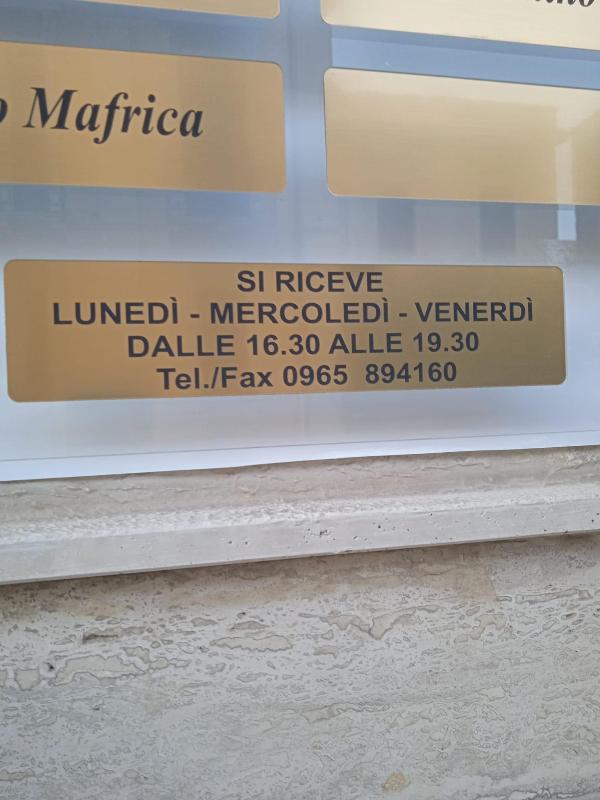 Mafrica
SI RICEVE
LUNEDÌ - MERCOLEDÌ - VENERDÌ
DALLE 16.30 ALLE 19.30
Tel./Fax 0965 894160